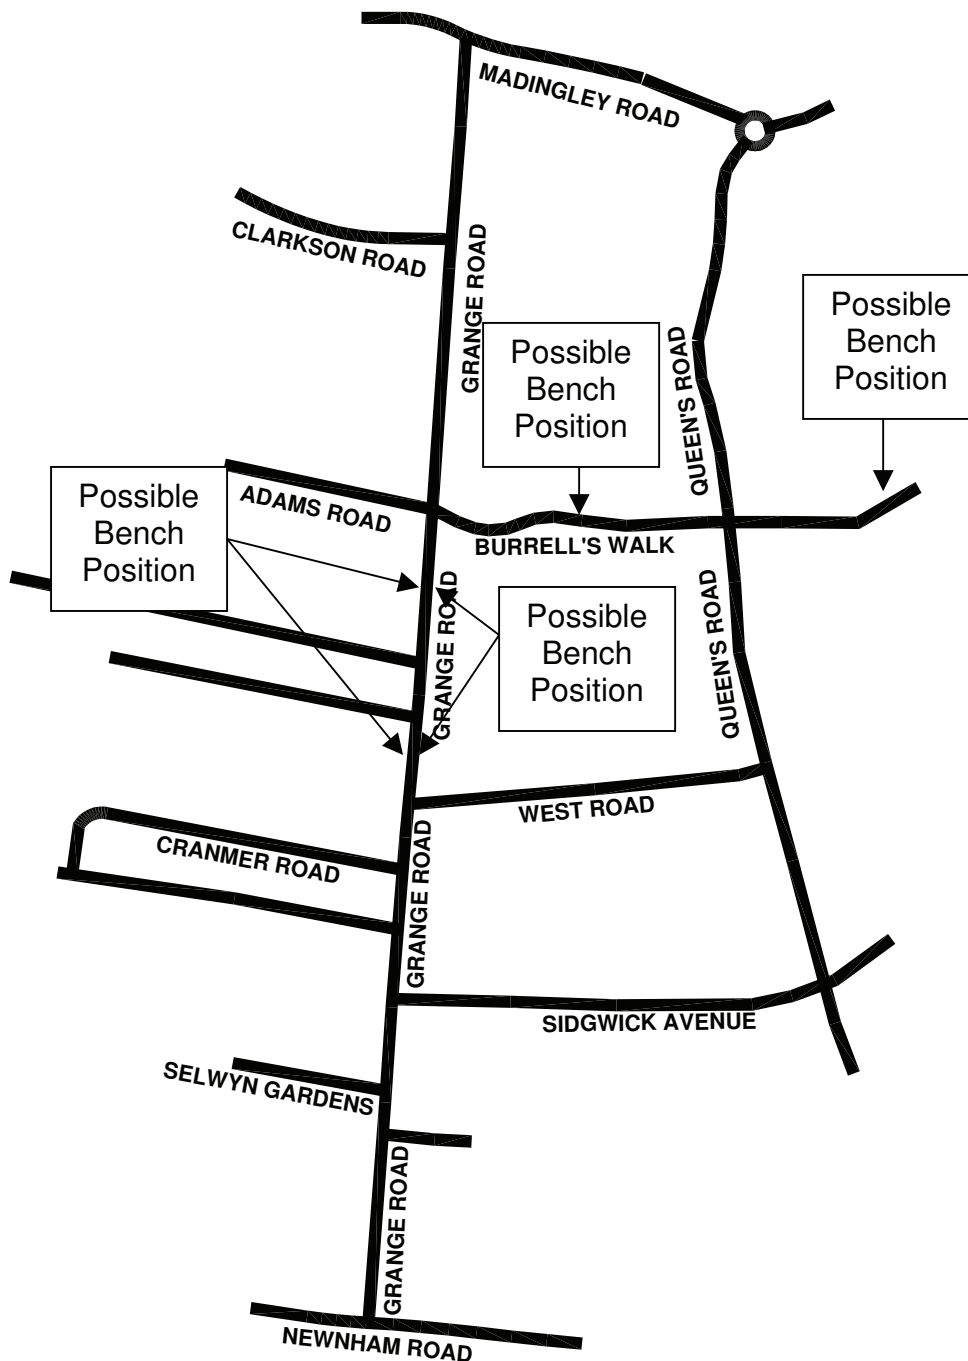 MADINGLEY ROAD
CLARKSON ROAD
GRANGE ROAD
Possible
Bench
Position
Possible
Bench
Position
QUEEN'S ROAD
Possible
Bench
Position
ADAMS ROAD
BURRELL'S WALK
GRANGE ROAD
Possible
Bench
Position
QUEEN'S ROAD
WEST ROAD
CRANMER ROAD
GRANGE ROAD
SIDGWICK AVENUE
SELWYN GARDENS
GRANGE ROAD
NEWNHAM ROAD